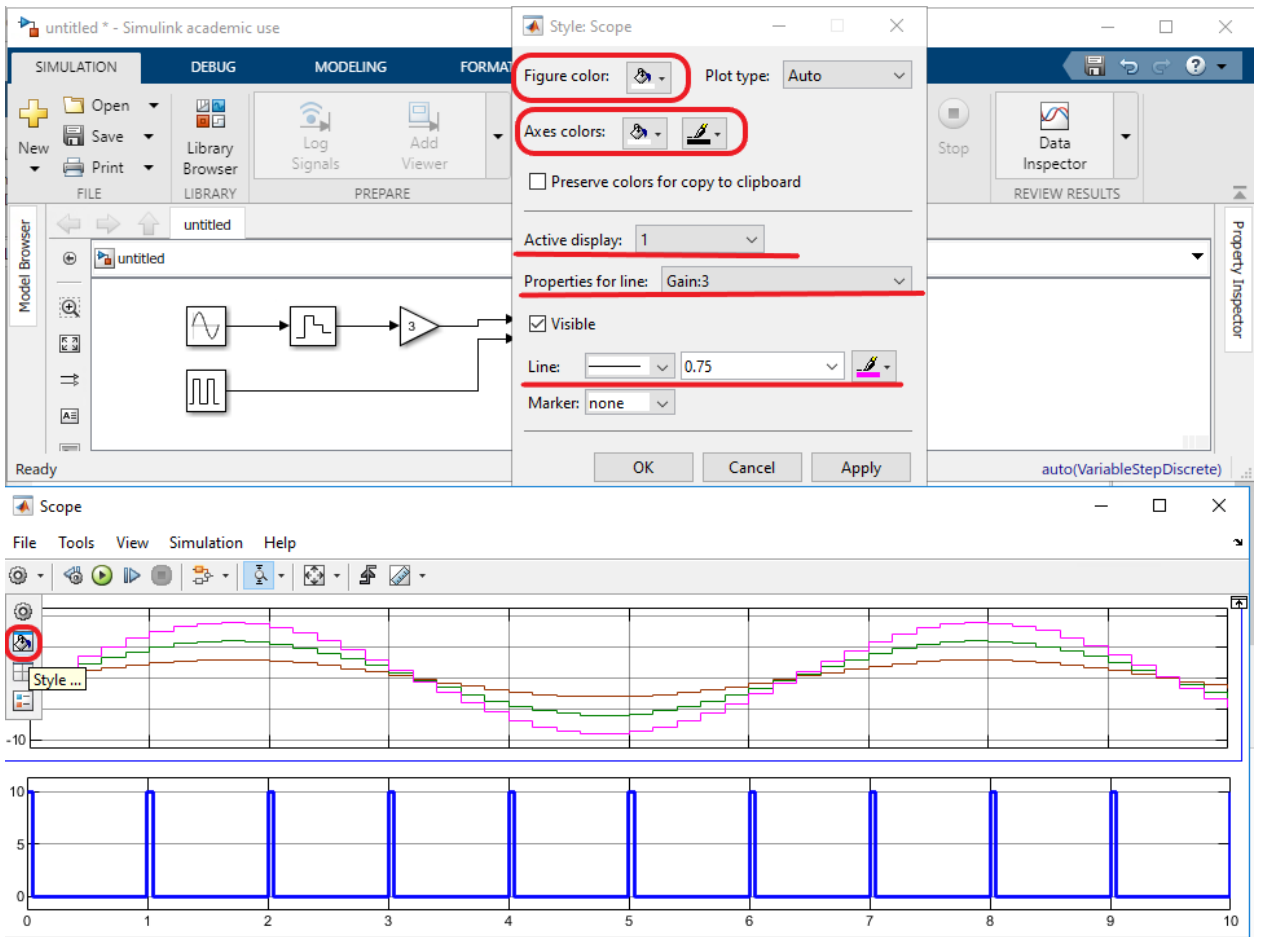 untitled * - Simulink academic use
SIMULATION DEBUG MODELING FORMA
New
Open
Save
Print
FILE
Library
Browser
LIBRARY
Log
Signals
Add
Viewer
PREPARE
Stop
Data
Inspector
REVIEW RESULTS
Model Browser
untitled
untitled
3
Property Inspector
Ready
auto(VariableStepDiscrete)
Style: Scope
Figure color:
Plot type: Auto
Axes colors:
Preserve colors for copy to clipboard
Active display: 1
Properties for line: Gain:3
Visible
Line: 0.75
Marker: none
OK Cancel Apply
Scope
File Tools View Simulation Help
Style ...
-10
10
5
0
0 1 2 3 4 5 6 7 8 9 10